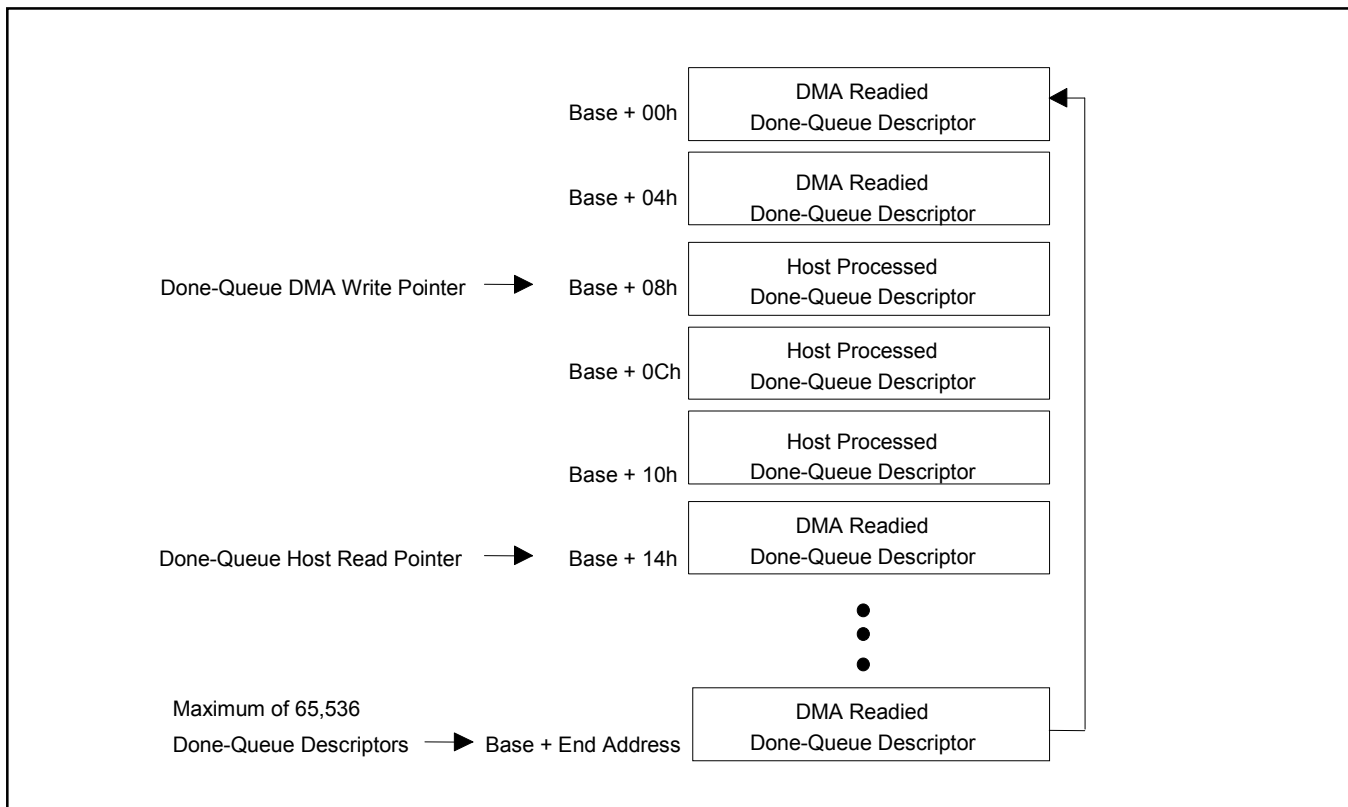 Base + 00h
DMA Readied
Done-Queue Descriptor
Base + 04h
DMA Readied
Done-Queue Descriptor
Done-Queue DMA Write Pointer
Base + 08h
Host Processed
Done-Queue Descriptor
Base + 0Ch
Host Processed
Done-Queue Descriptor
Base + 10h
Host Processed
Done-Queue Descriptor
Done-Queue Host Read Pointer
Base + 14h
DMA Readied
Done-Queue Descriptor
Maximum of 65,536
Done-Queue Descriptors
Base + End Address
DMA Readied
Done-Queue Descriptor